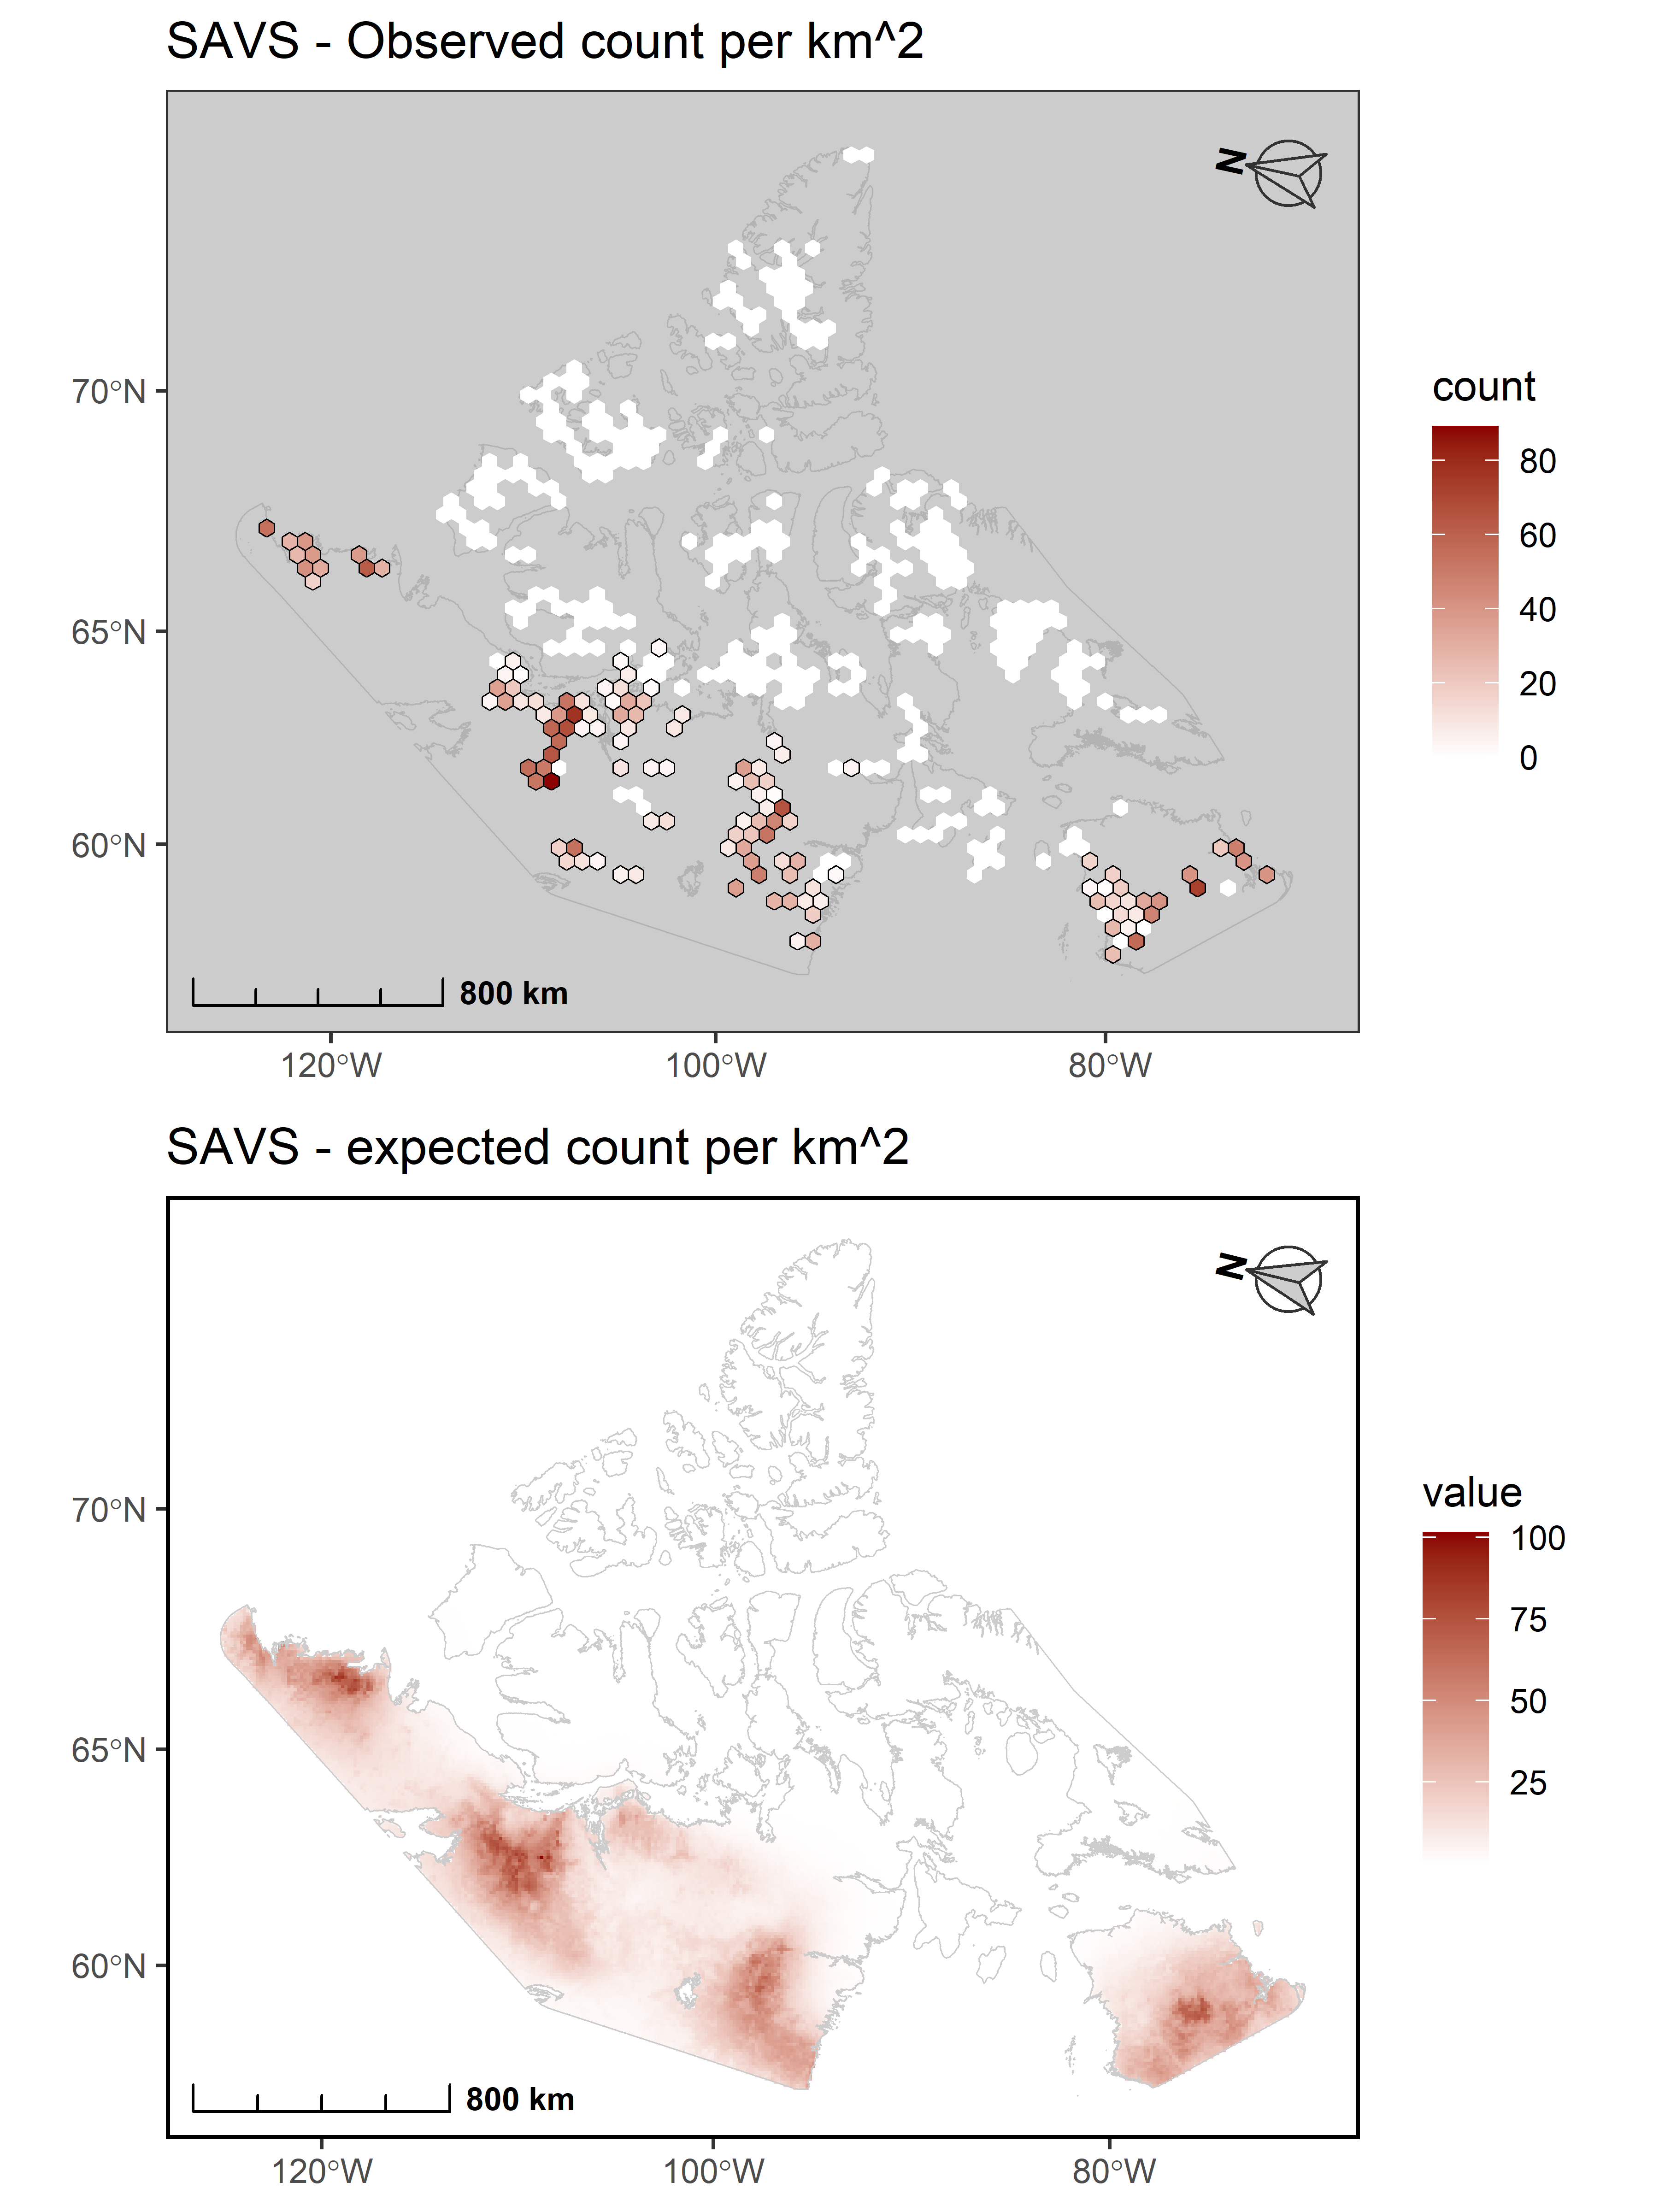 SAVS - Observed count per km^2
N
70°N
65°N
60°N
800 km
120°W
100°W
80°W
count
80
60
40
20
0
SAVS - expected count per km^2
N
70°N
65°N
60°N
800 km
120°W
100°W
80°W
value
100
75
50
25